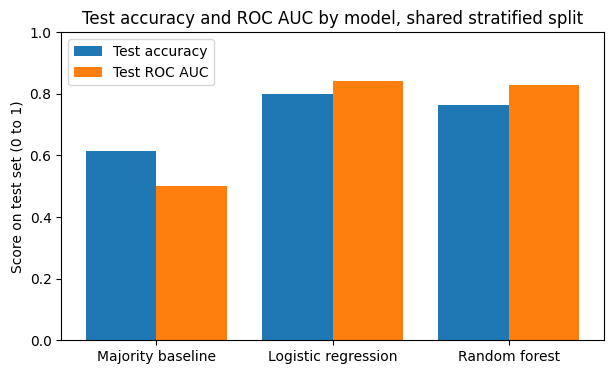 Test accuracy and ROC AUC by model, shared stratified split
Test accuracy
Test ROC AUC
Score on test set (0 to 1)
1.0
0.8
0.6
0.4
0.2
0.0
Majority baseline
Logistic regression
Random forest